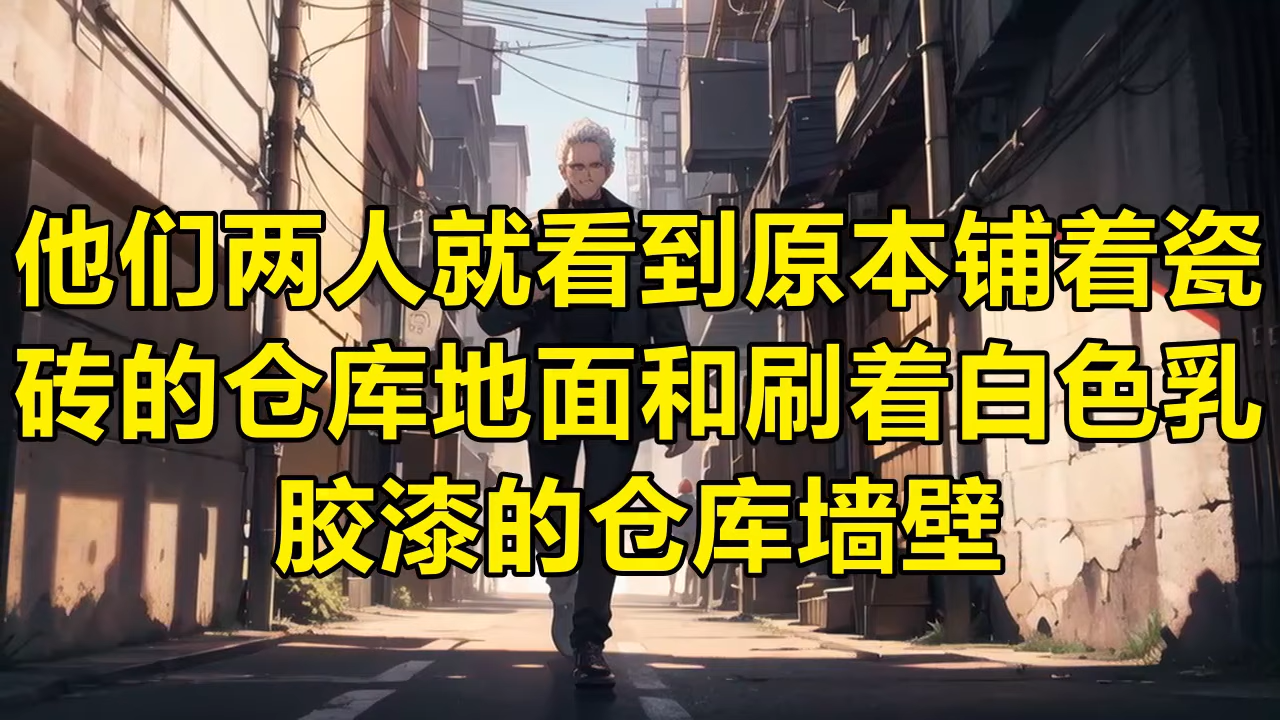 他们两人就看到原本铺着瓷
砖的仓库地面和刷着白色乳
胶漆的仓库墙壁